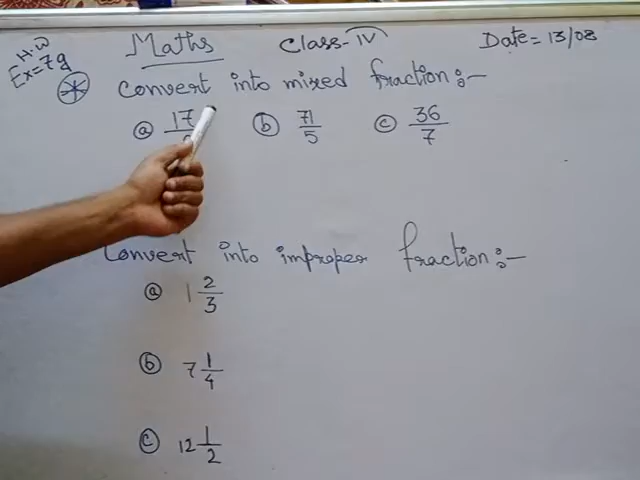 H.W
Ex=7g
Maths Class-IV Date=13/08
Convert into mixed fraction:-
ⓐ 17/ ⓑ 71/5 ⓒ 36/7
Convert into improper fraction:-
ⓐ 1 2/3
ⓑ 7 1/4
ⓒ 12 1/2